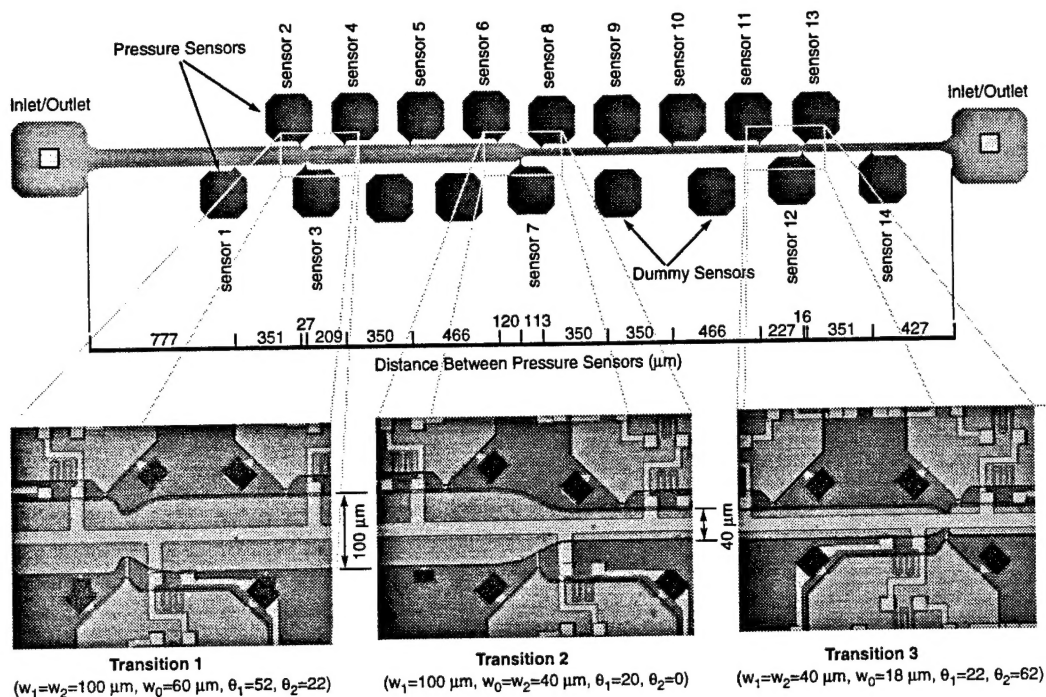 sensor 2
sensor 4
sensor 5
sensor 6
sensor 8
sensor 9
sensor 10
sensor 11
sensor 13
Pressure Sensors
Inlet/Outlet
Inlet/Outlet
sensor 1
sensor 3
sensor 7
sensor 12
sensor 14
Dummy Sensors
777 351 27 209 350 466 120 113 350 350 466 227 16 351 427
Distance Between Pressure Sensors (μm)
100 μm
40 μm
Transition 1
(w₁=w₂=100 μm, w₀=60 μm, θ₁=52, θ₂=22)
Transition 2
(w₁=100 μm, w₀=w₂=40 μm, θ₁=20, θ₂=0)
Transition 3
(w₁=w₂=40 μm, w₀=18 μm, θ₁=22, θ₂=62)